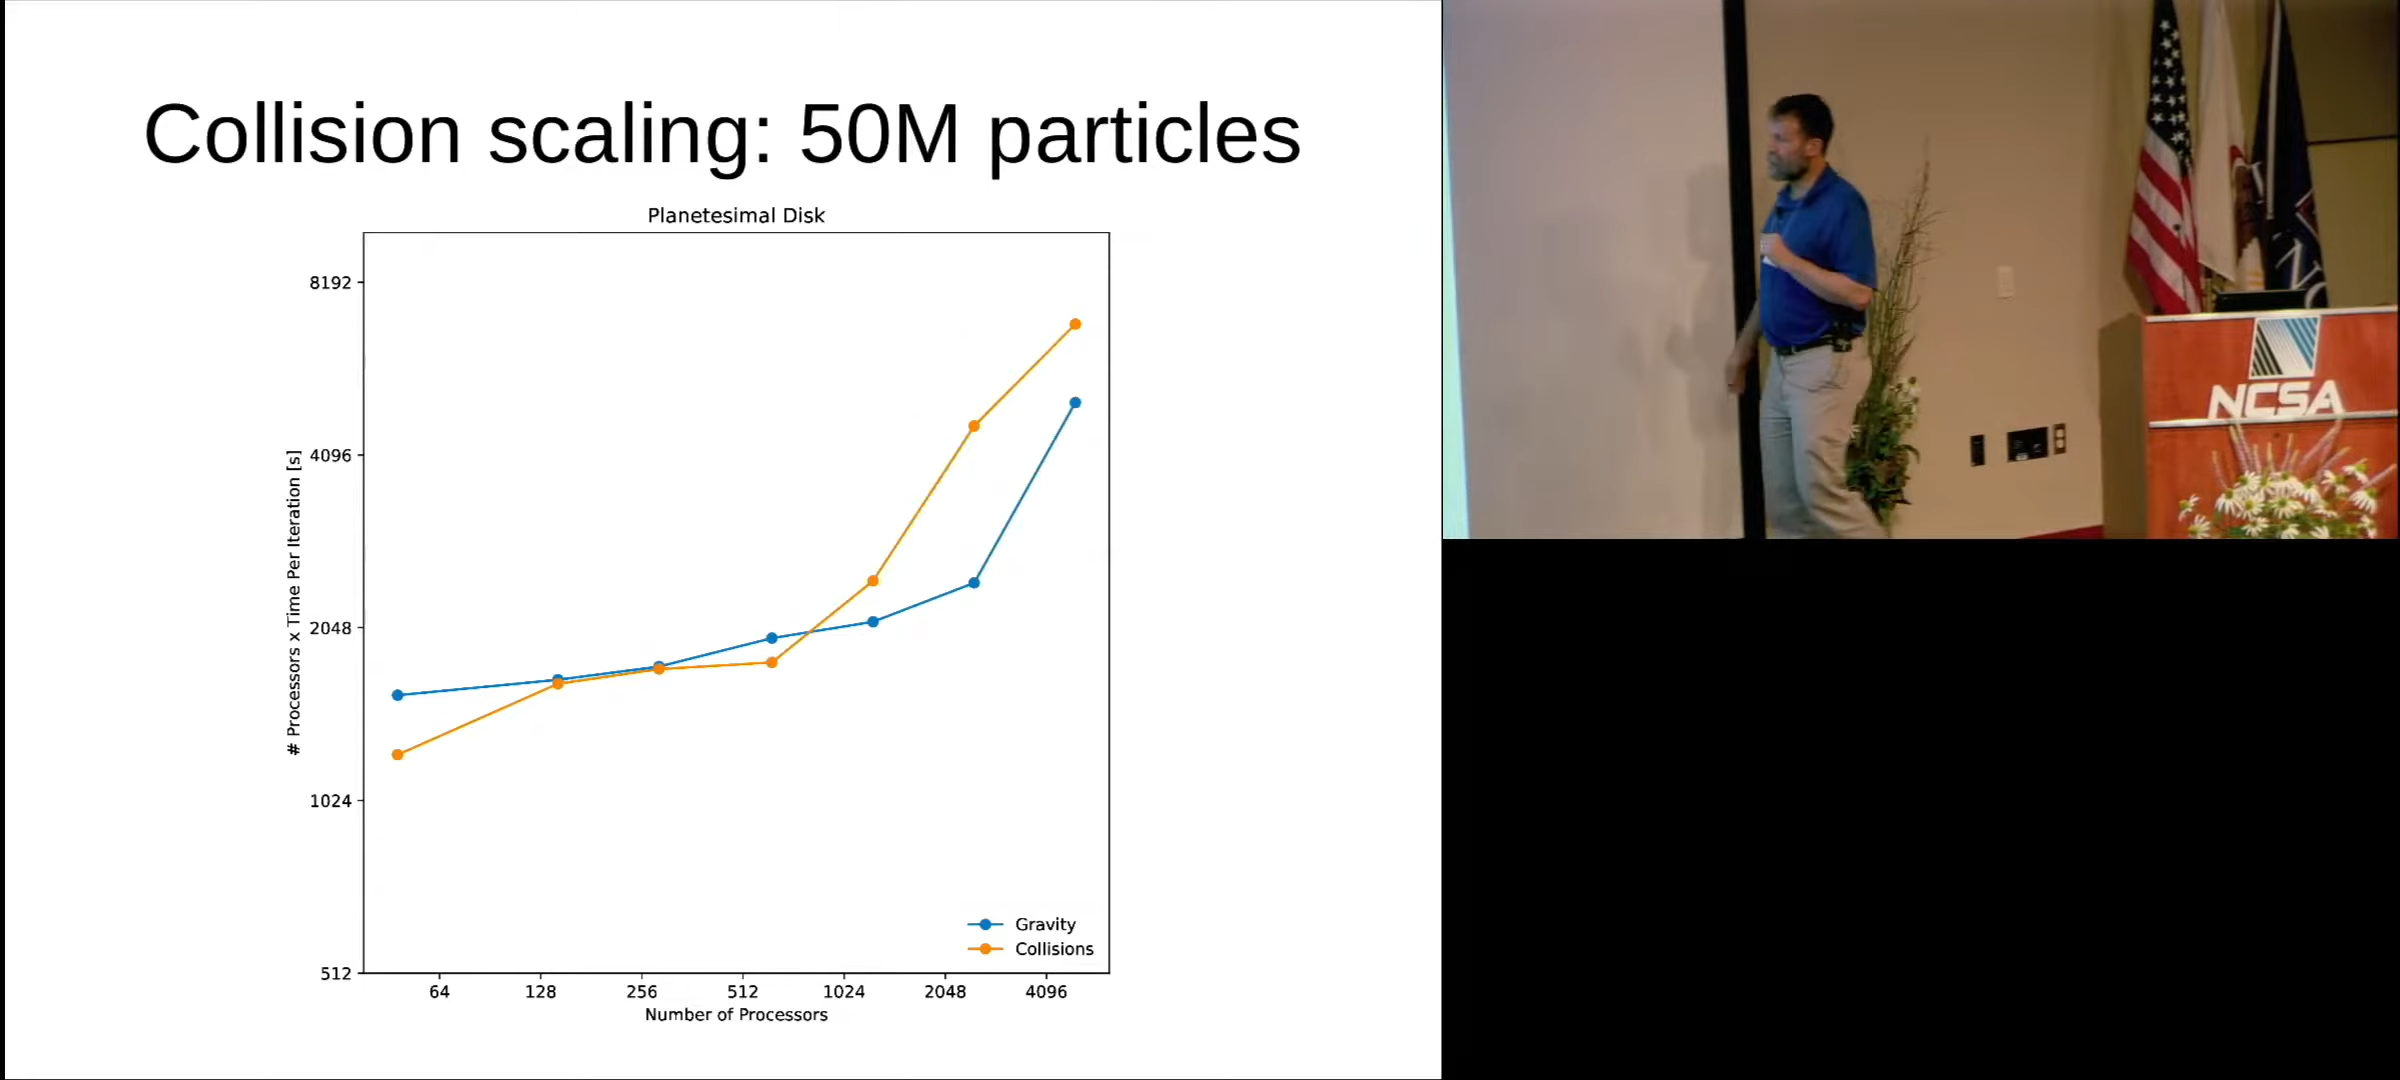 Collision scaling: 50M particles
Planetesimal Disk
# Processors x Time Per Iteration [s]
8192
4096
2048
1024
512
Gravity
Collisions
64 128 256 512 1024 2048 4096
Number of Processors
NCSA